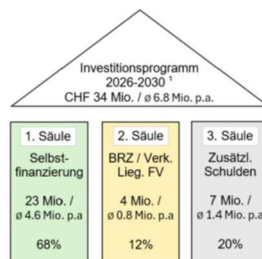 Investitionsprogramm
2026-2030 ¹
CHF 34 Mio. / ø 6.8 Mio. p.a.
1. Säule
Selbst-
finanzierung
23 Mio. /
ø 4.6 Mio. p.a
68%
2. Säule
BRZ / Verk.
Lieg. FV
4 Mio. /
ø 0.8 Mio. p.a
12%
3. Säule
Zusätzl.
Schulden
7 Mio. /
ø 1.4 Mio. p.a.
20%